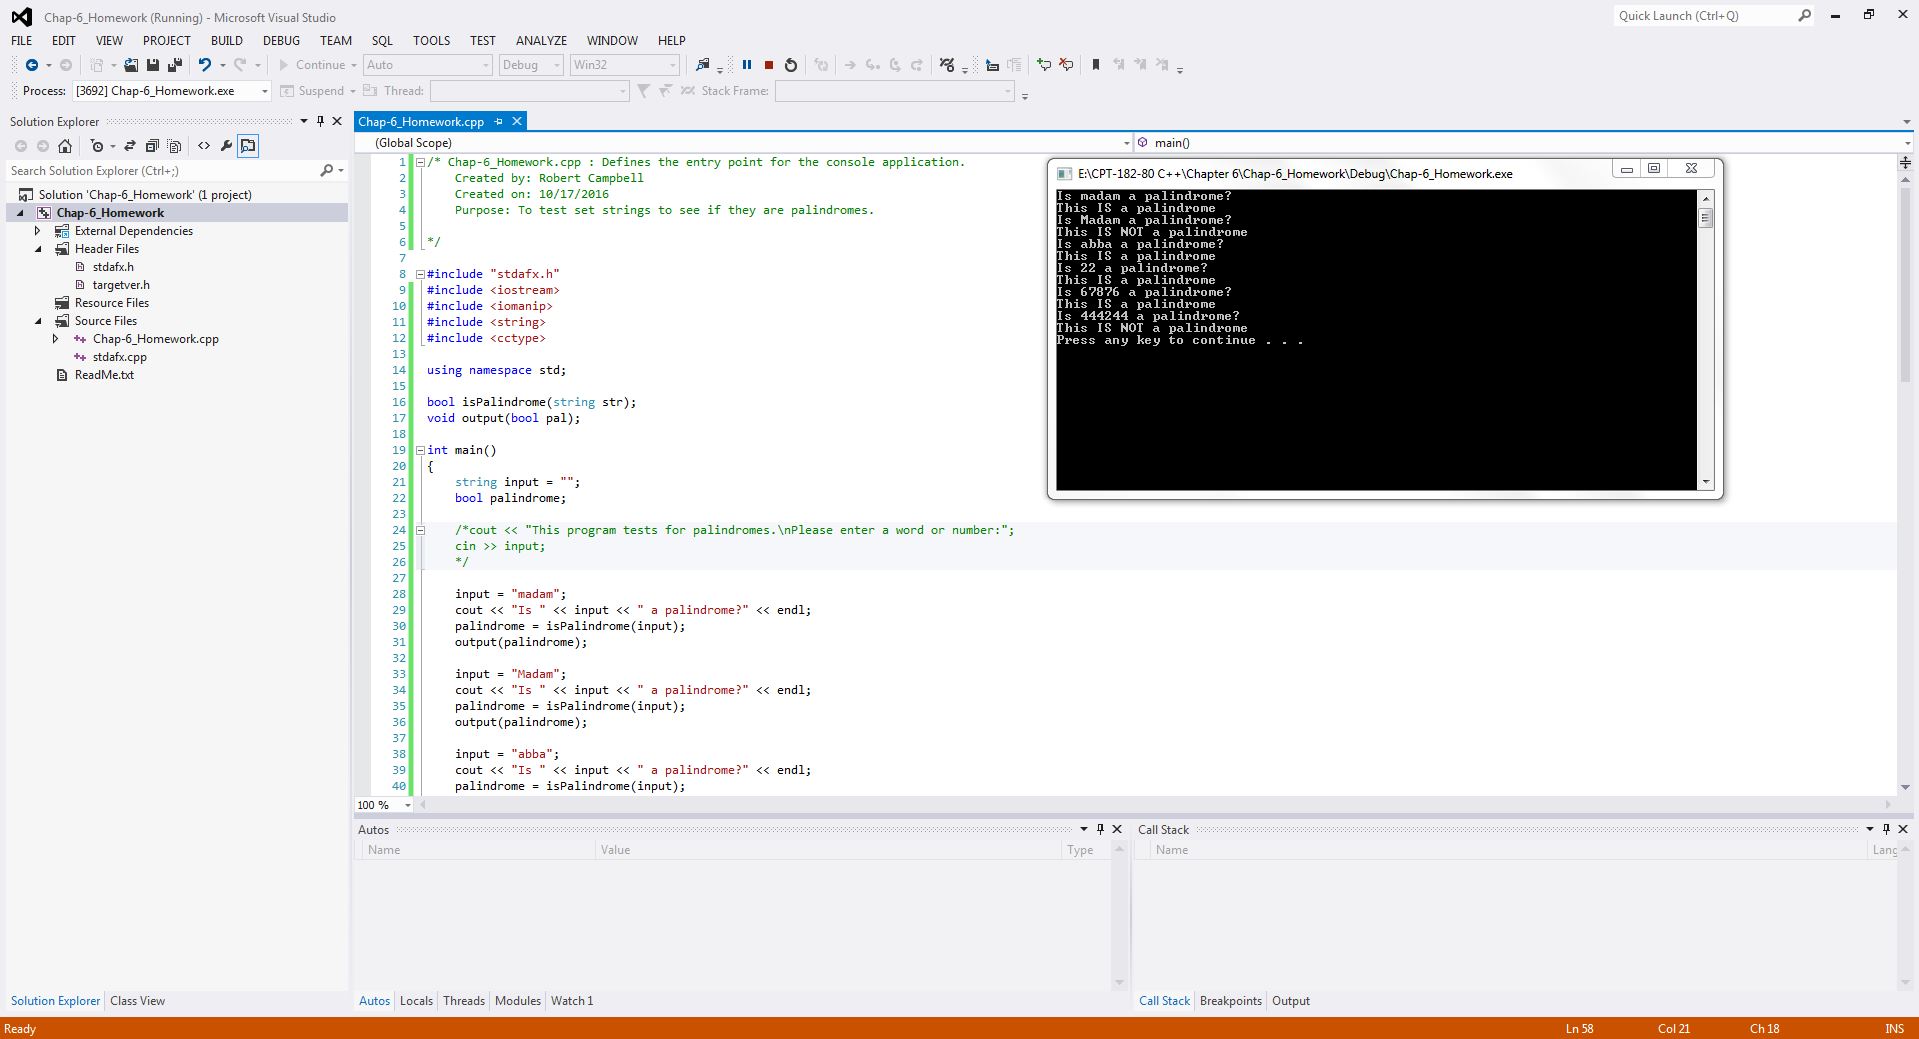 Chap-6_Homework (Running) - Microsoft Visual Studio
Quick Launch (Ctrl+Q)
FILE EDIT VIEW PROJECT BUILD DEBUG TEAM SQL TOOLS TEST ANALYZE WINDOW HELP
Continue Auto Debug Win32
Process: [3692] Chap-6_Homework.exe Suspend Thread: Stack Frame:
Solution Explorer
Search Solution Explorer (Ctrl+;)
Solution 'Chap-6_Homework' (1 project)
Chap-6_Homework
External Dependencies
Header Files
stdafx.h
targetver.h
Resource Files
Source Files
Chap-6_Homework.cpp
stdafx.cpp
ReadMe.txt
Solution Explorer Class View
Chap-6_Homework.cpp
(Global Scope) main()
1 /* Chap-6_Homework.cpp : Defines the entry point for the console application.
2 Created by: Robert Campbell
3 Created on: 10/17/2016
4 Purpose: To test set strings to see if they are palindromes.
5
6 */
7
8 #include "stdafx.h"
9 #include <iostream>
10 #include <iomanip>
11 #include <string>
12 #include <cctype>
13
14 using namespace std;
15
16 bool isPalindrome(string str);
17 void output(bool pal);
18
19 int main()
20 {
21 string input = "";
22 bool palindrome;
23
24 /*cout << "This program tests for palindromes.\nPlease enter a word or number:";
25 cin >> input;
26 */
27
28 input = "madam";
29 cout << "Is " << input << " a palindrome?" << endl;
30 palindrome = isPalindrome(input);
31 output(palindrome);
32
33 input = "Madam";
34 cout << "Is " << input << " a palindrome?" << endl;
35 palindrome = isPalindrome(input);
36 output(palindrome);
37
38 input = "abba";
39 cout << "Is " << input << " a palindrome?" << endl;
40 palindrome = isPalindrome(input);
100 %
E:\CPT-182-80 C++\Chapter 6\Chap-6_Homework\Debug\Chap-6_Homework.exe
Is madam a palindrome?
This IS a palindrome
Is Madam a palindrome?
This IS NOT a palindrome
Is abba a palindrome?
This IS a palindrome
Is 22 a palindrome?
This IS a palindrome
Is 67876 a palindrome?
This IS a palindrome
Is 444244 a palindrome?
This IS NOT a palindrome
Press any key to continue . . .
Autos
Name Value Type
Autos Locals Threads Modules Watch 1
Call Stack
Name Lang
Call Stack Breakpoints Output
Ready Ln 58 Col 21 Ch 18 INS